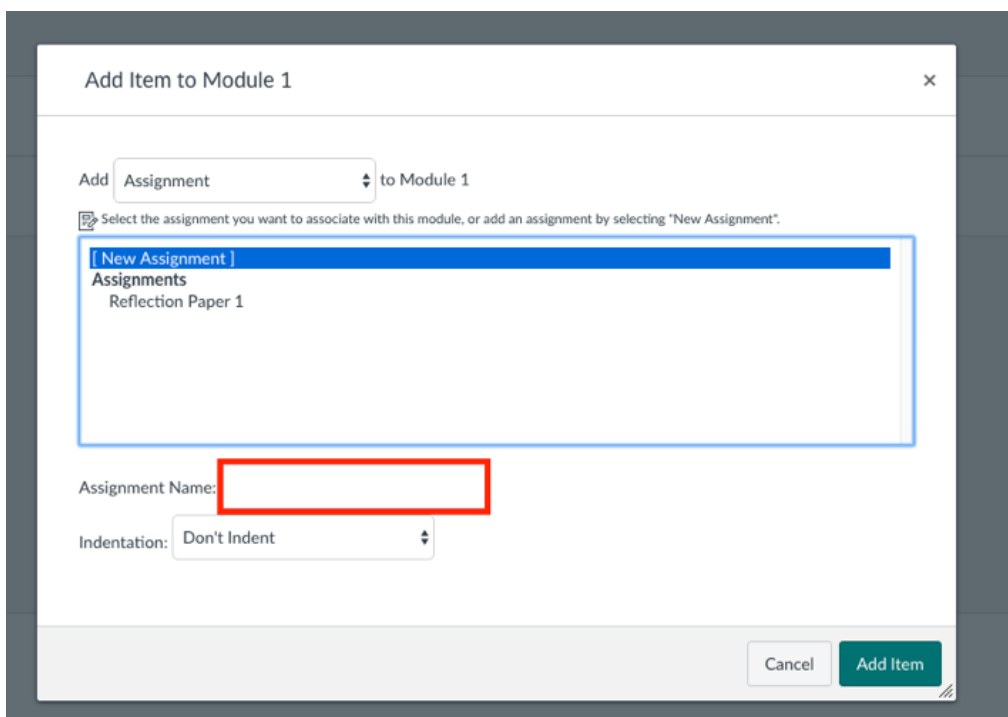 Add Item to Module 1
×
Add Assignment to Module 1
Select the assignment you want to associate with this module, or add an assignment by selecting "New Assignment".
[ New Assignment ]
Assignments
Reflection Paper 1
Assignment Name:
Indentation: Don't Indent
Cancel Add Item